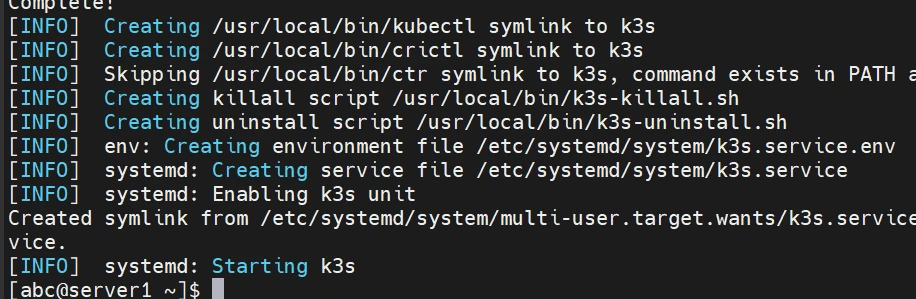 Complete!
[INFO]  Creating /usr/local/bin/kubectl symlink to k3s
[INFO]  Creating /usr/local/bin/crictl symlink to k3s
[INFO]  Skipping /usr/local/bin/ctr symlink to k3s, command exists in PATH a
[INFO]  Creating killall script /usr/local/bin/k3s-killall.sh
[INFO]  Creating uninstall script /usr/local/bin/k3s-uninstall.sh
[INFO]  env: Creating environment file /etc/systemd/system/k3s.service.env
[INFO]  systemd: Creating service file /etc/systemd/system/k3s.service
[INFO]  systemd: Enabling k3s unit
Created symlink from /etc/systemd/system/multi-user.target.wants/k3s.service
vice.
[INFO]  systemd: Starting k3s
[abc@server1 ~]$